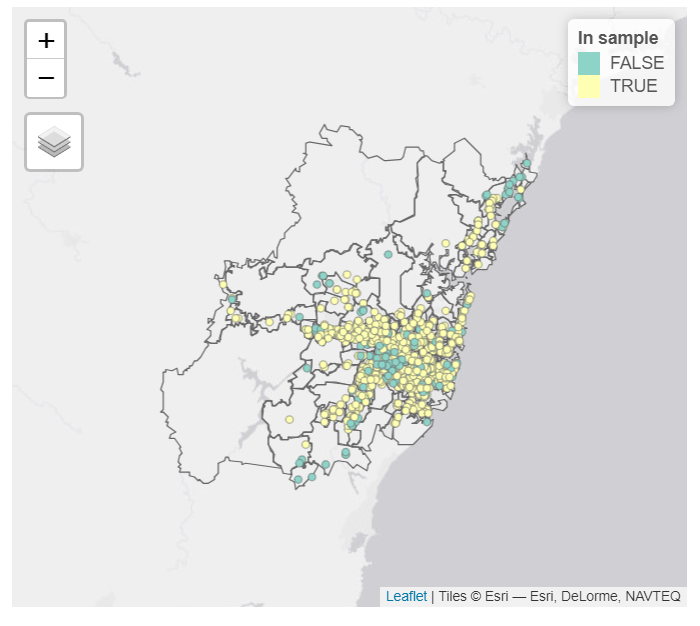 +
−
In sample
FALSE
TRUE
Leaflet | Tiles © Esri — Esri, DeLorme, NAVTEQ